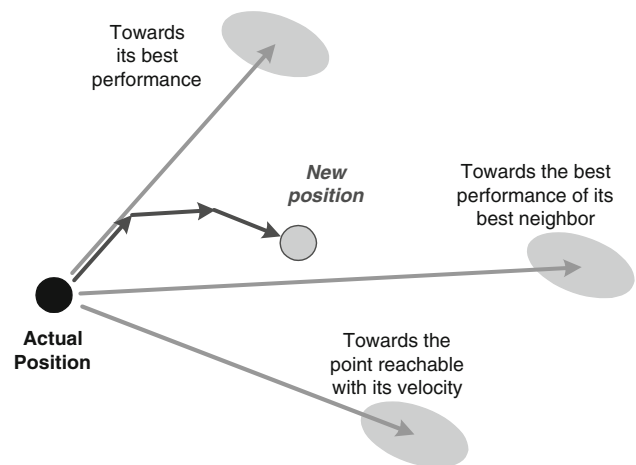 Towards
its best
performance
New
position
Towards the best
performance of its
best neighbor
Actual
Position
Towards the
point reachable
with its velocity